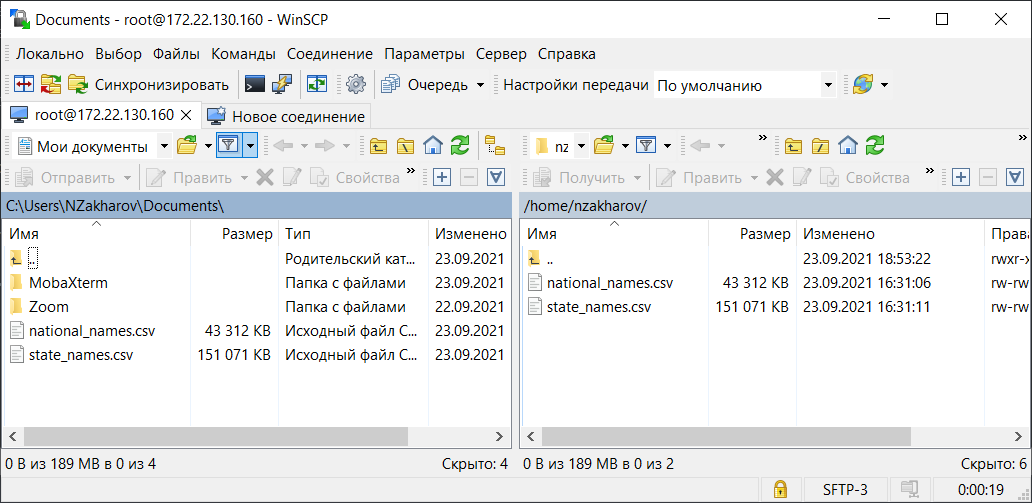 Documents - root@172.22.130.160 - WinSCP
Локально Выбор Файлы Команды Соединение Параметры Сервер Справка
Синхронизировать Очередь Настройки передачи По умолчанию
root@172.22.130.160 Новое соединение
Мои документы nz
Отправить Править Свойства » Получить Править »
C:\Users\NZakharov\Documents\ /home/nzakharov/
Имя Размер Тип Изменено Имя Размер Изменено Права
.. Родительский кат... 23.09.2021 .. 23.09.2021 18:53:22 rwxr-x
MobaXterm Папка с файлами 23.09.2021 national_names.csv 43 312 KB 23.09.2021 16:31:06 rw-rw
Zoom Папка с файлами 22.09.2021 state_names.csv 151 071 KB 23.09.2021 16:31:11 rw-rw
national_names.csv 43 312 KB Исходный файл C... 23.09.2021
state_names.csv 151 071 KB Исходный файл C... 23.09.2021
0 B из 189 MB в 0 из 4 Скрыто: 4 0 B из 189 MB в 0 из 2 Скрыто: 6
SFTP-3 0:00:19